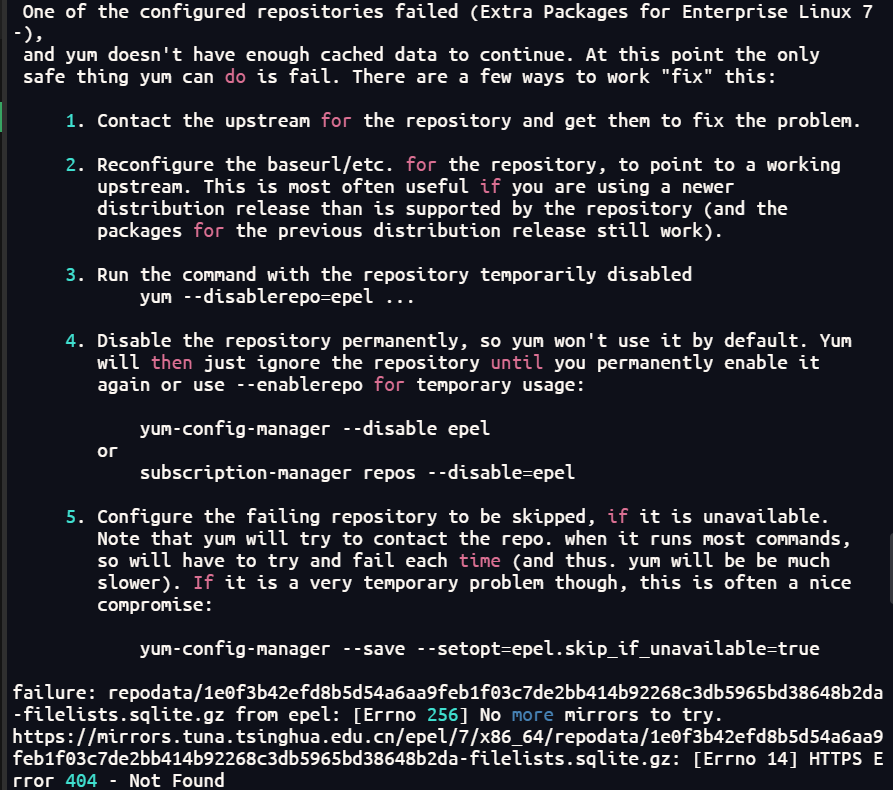 One of the configured repositories failed (Extra Packages for Enterprise Linux 7
-),
and yum doesn't have enough cached data to continue. At this point the only
safe thing yum can do is fail. There are a few ways to work "fix" this:
1. Contact the upstream for the repository and get them to fix the problem.
2. Reconfigure the baseurl/etc. for the repository, to point to a working
upstream. This is most often useful if you are using a newer
distribution release than is supported by the repository (and the
packages for the previous distribution release still work).
3. Run the command with the repository temporarily disabled
yum --disablerepo=epel ...
4. Disable the repository permanently, so yum won't use it by default. Yum
will then just ignore the repository until you permanently enable it
again or use --enablerepo for temporary usage:
yum-config-manager --disable epel
or
subscription-manager repos --disable=epel
5. Configure the failing repository to be skipped, if it is unavailable.
Note that yum will try to contact the repo. when it runs most commands,
so will have to try and fail each time (and thus. yum will be be much
slower). If it is a very temporary problem though, this is often a nice
compromise:
yum-config-manager --save --setopt=epel.skip_if_unavailable=true
failure: repodata/1e0f3b42efd8b5d54a6aa9feb1f03c7de2bb414b92268c3db5965bd38648b2da
-filelists.sqlite.gz from epel: [Errno 256] No more mirrors to try.
https://mirrors.tuna.tsinghua.edu.cn/epel/7/x86_64/repodata/1e0f3b42efd8b5d54a6aa9
feb1f03c7de2bb414b92268c3db5965bd38648b2da-filelists.sqlite.gz: [Errno 14] HTTPS E
rror 404 - Not Found